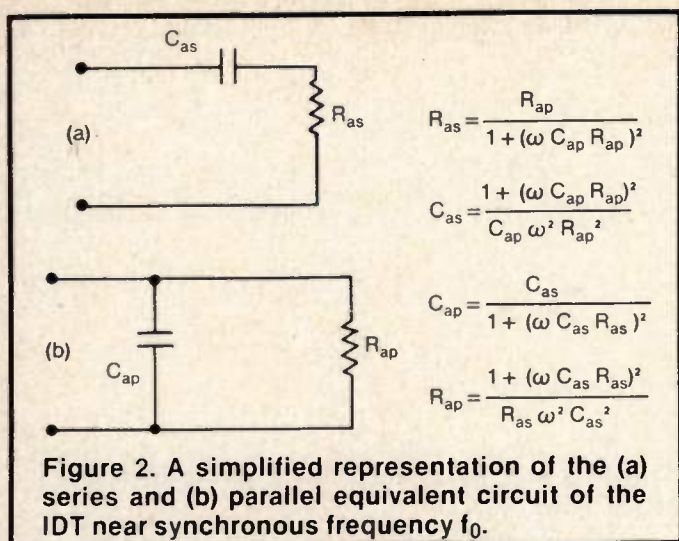 C_as
R_as
(a)
R_as = R_ap / 1 + (ω C_ap R_ap)²
C_as = 1 + (ω C_ap R_ap)² / C_ap ω² R_ap²
(b)
C_ap
R_ap
C_ap = C_as / 1 + (ω C_as R_as)²
R_ap = 1 + (ω C_as R_as)² / R_as ω² C_as²
Figure 2. A simplified representation of the (a)
series and (b) parallel equivalent circuit of the
IDT near synchronous frequency f₀.